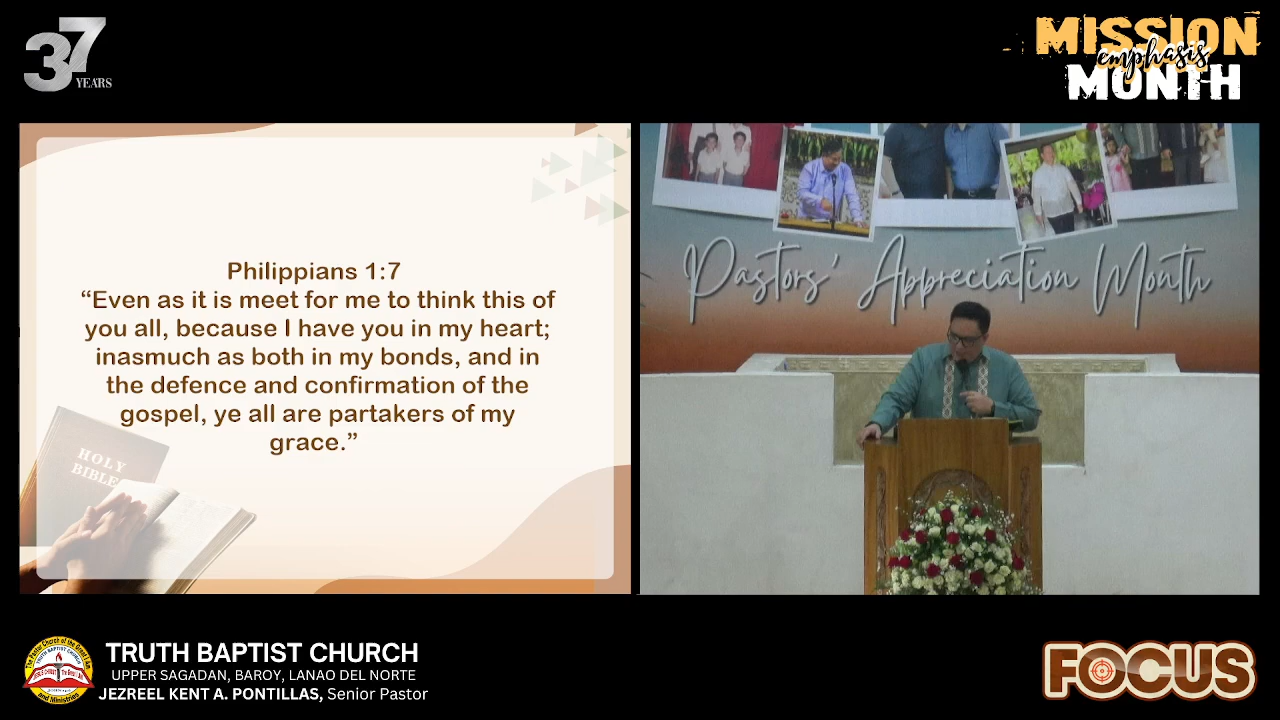 37
YEARS
MISSION
emphasis
MONTH
Philippians 1:7
“Even as it is meet for me to think this of
you all, because I have you in my heart;
inasmuch as both in my bonds, and in
the defence and confirmation of the
gospel, ye all are partakers of my
grace.”
HOLY
BIBLE
Pastors' Appreciation Month
TRUTH BAPTIST CHURCH
UPPER SAGADAN, BAROY, LANAO DEL NORTE
JEZREEL KENT A. PONTILLAS, Senior Pastor
FOCUS